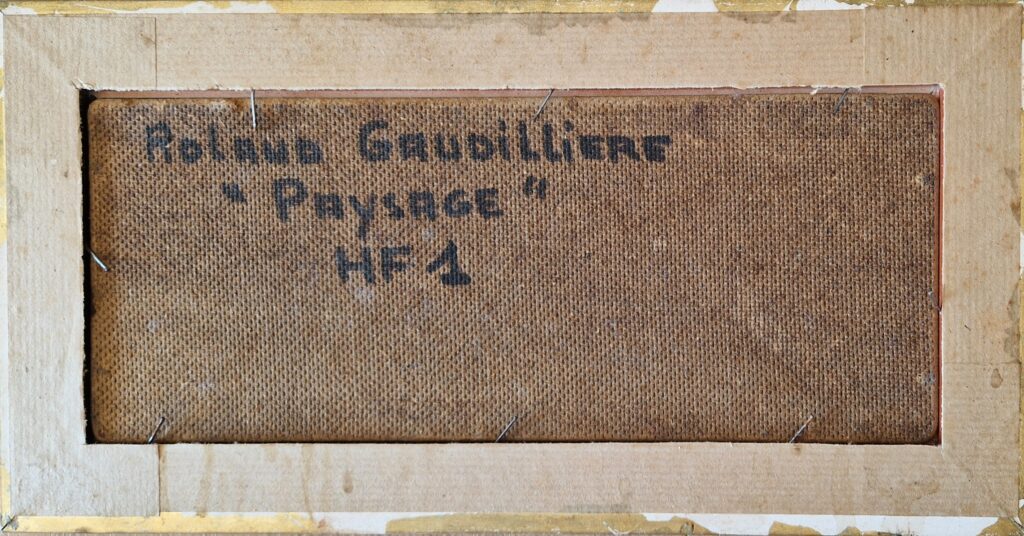 Roland GAUDILLIERE
"PAYSAGE"
HF 1